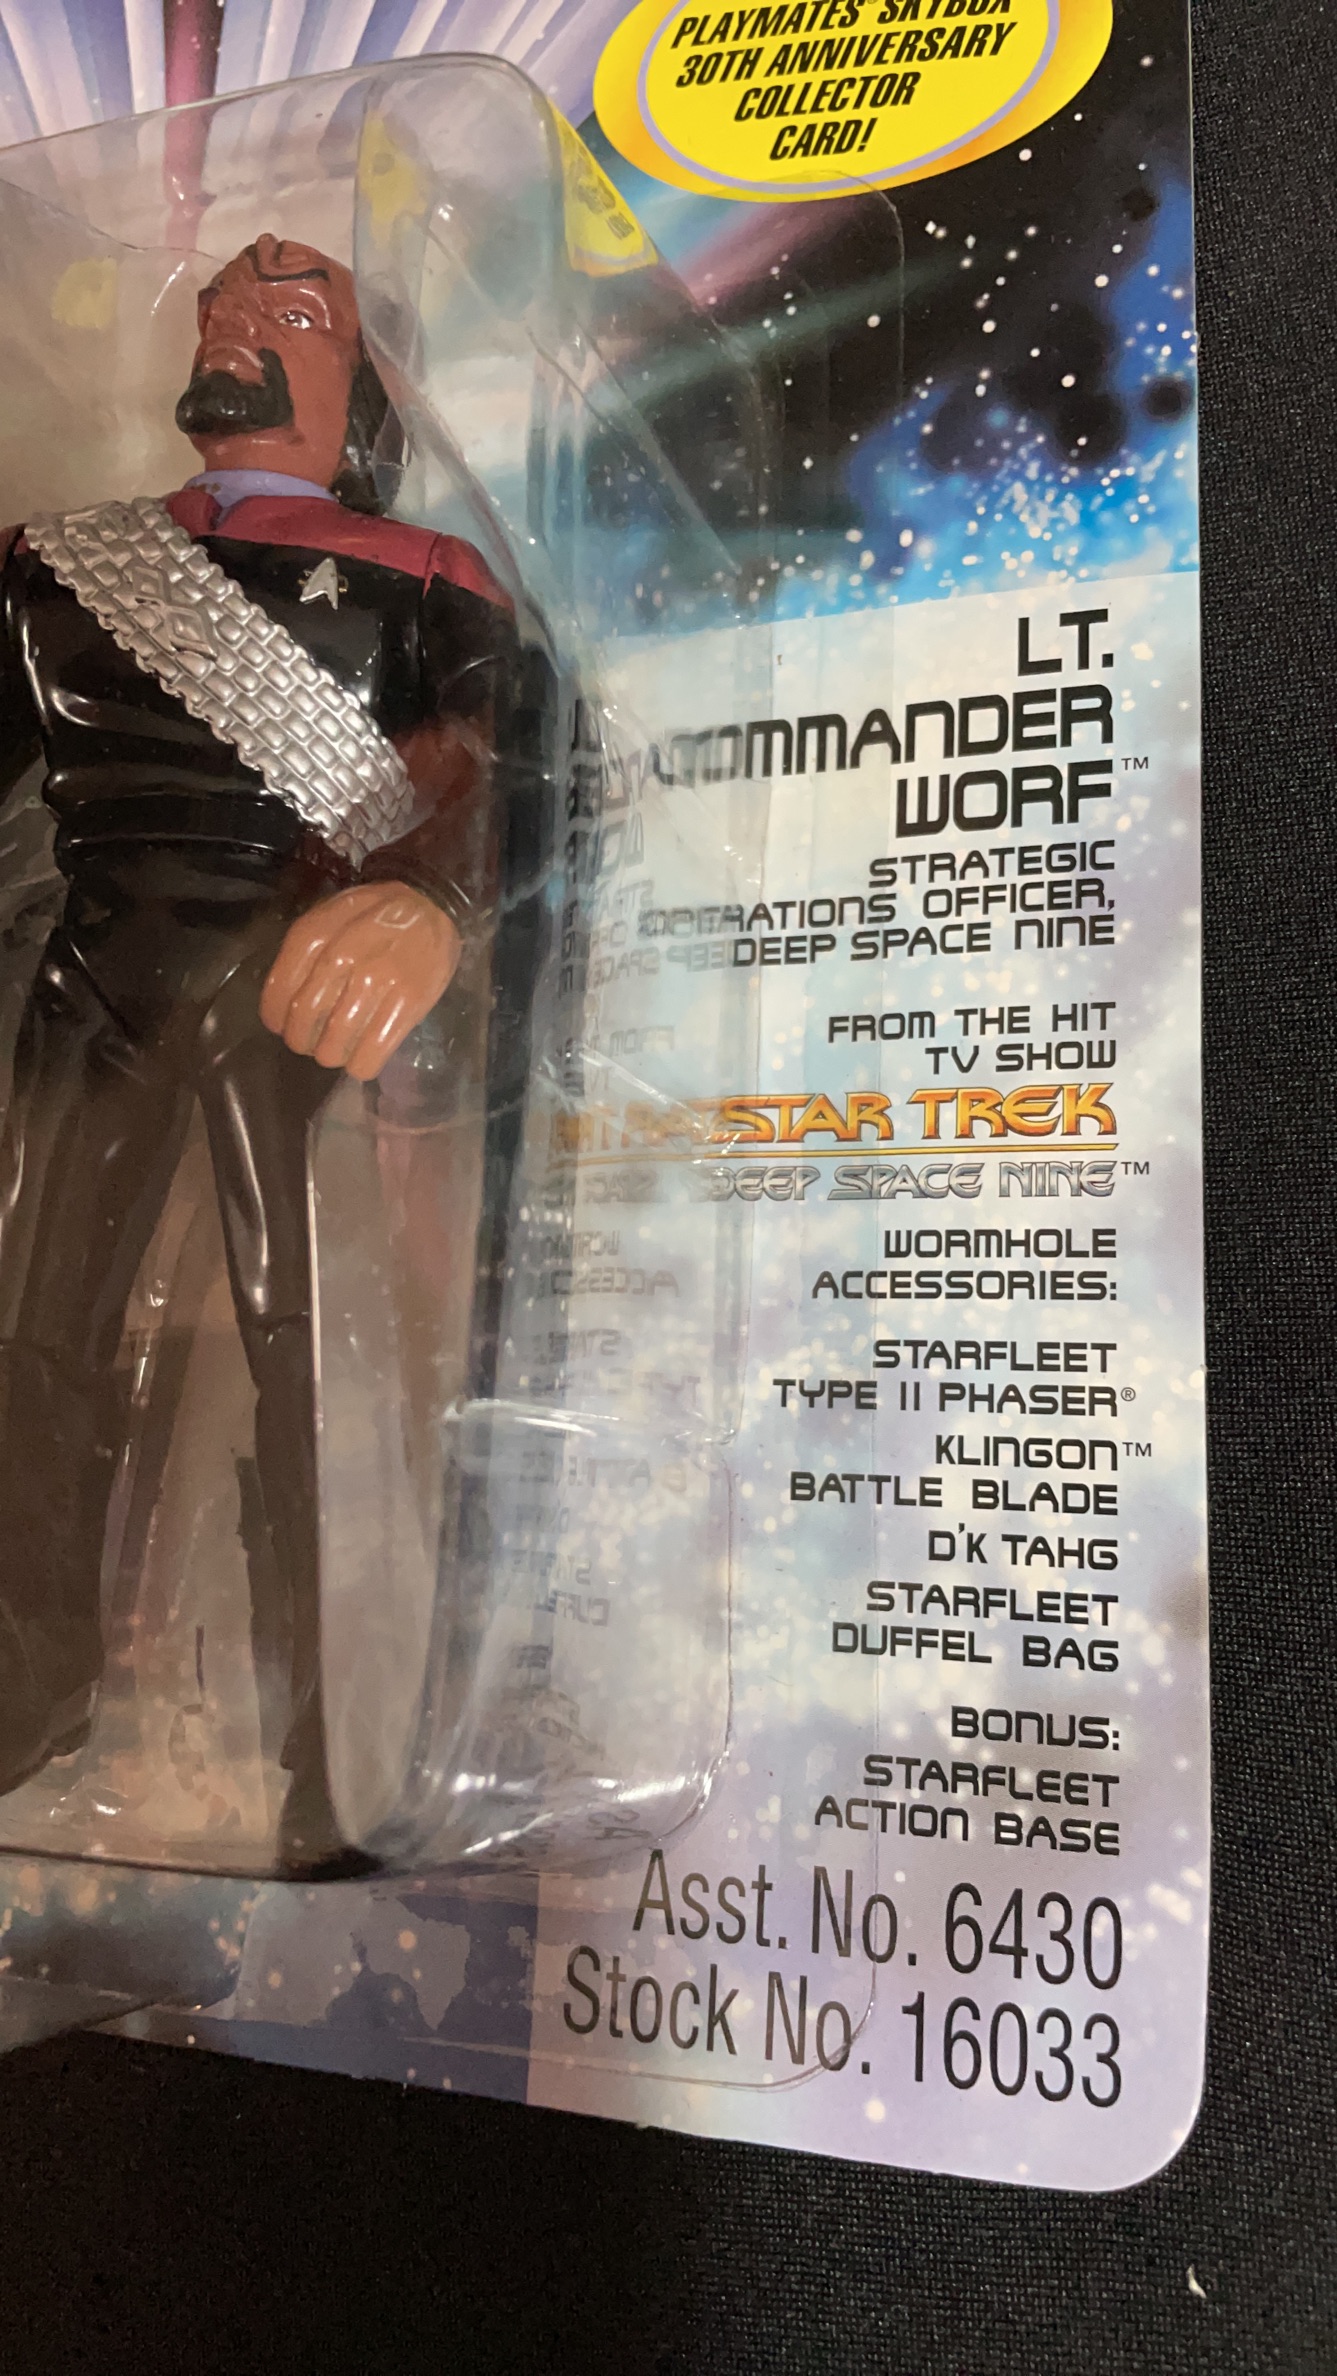 PLAYMATES® SKYBOX
30TH ANNIVERSARY
COLLECTOR
CARD!
LT.
COMMANDER
WORF™
STRATEGIC
OPERATIONS OFFICER,
DEEP SPACE NINE
FROM THE HIT
TV SHOW
STAR TREK
DEEP SPACE NINE™
WORMHOLE
ACCESSORIES:
STARFLEET
TYPE II PHASER®
KLINGON™
BATTLE BLADE
D'K TAHG
STARFLEET
DUFFEL BAG
BONUS:
STARFLEET
ACTION BASE
Asst. No. 6430
Stock No. 16033